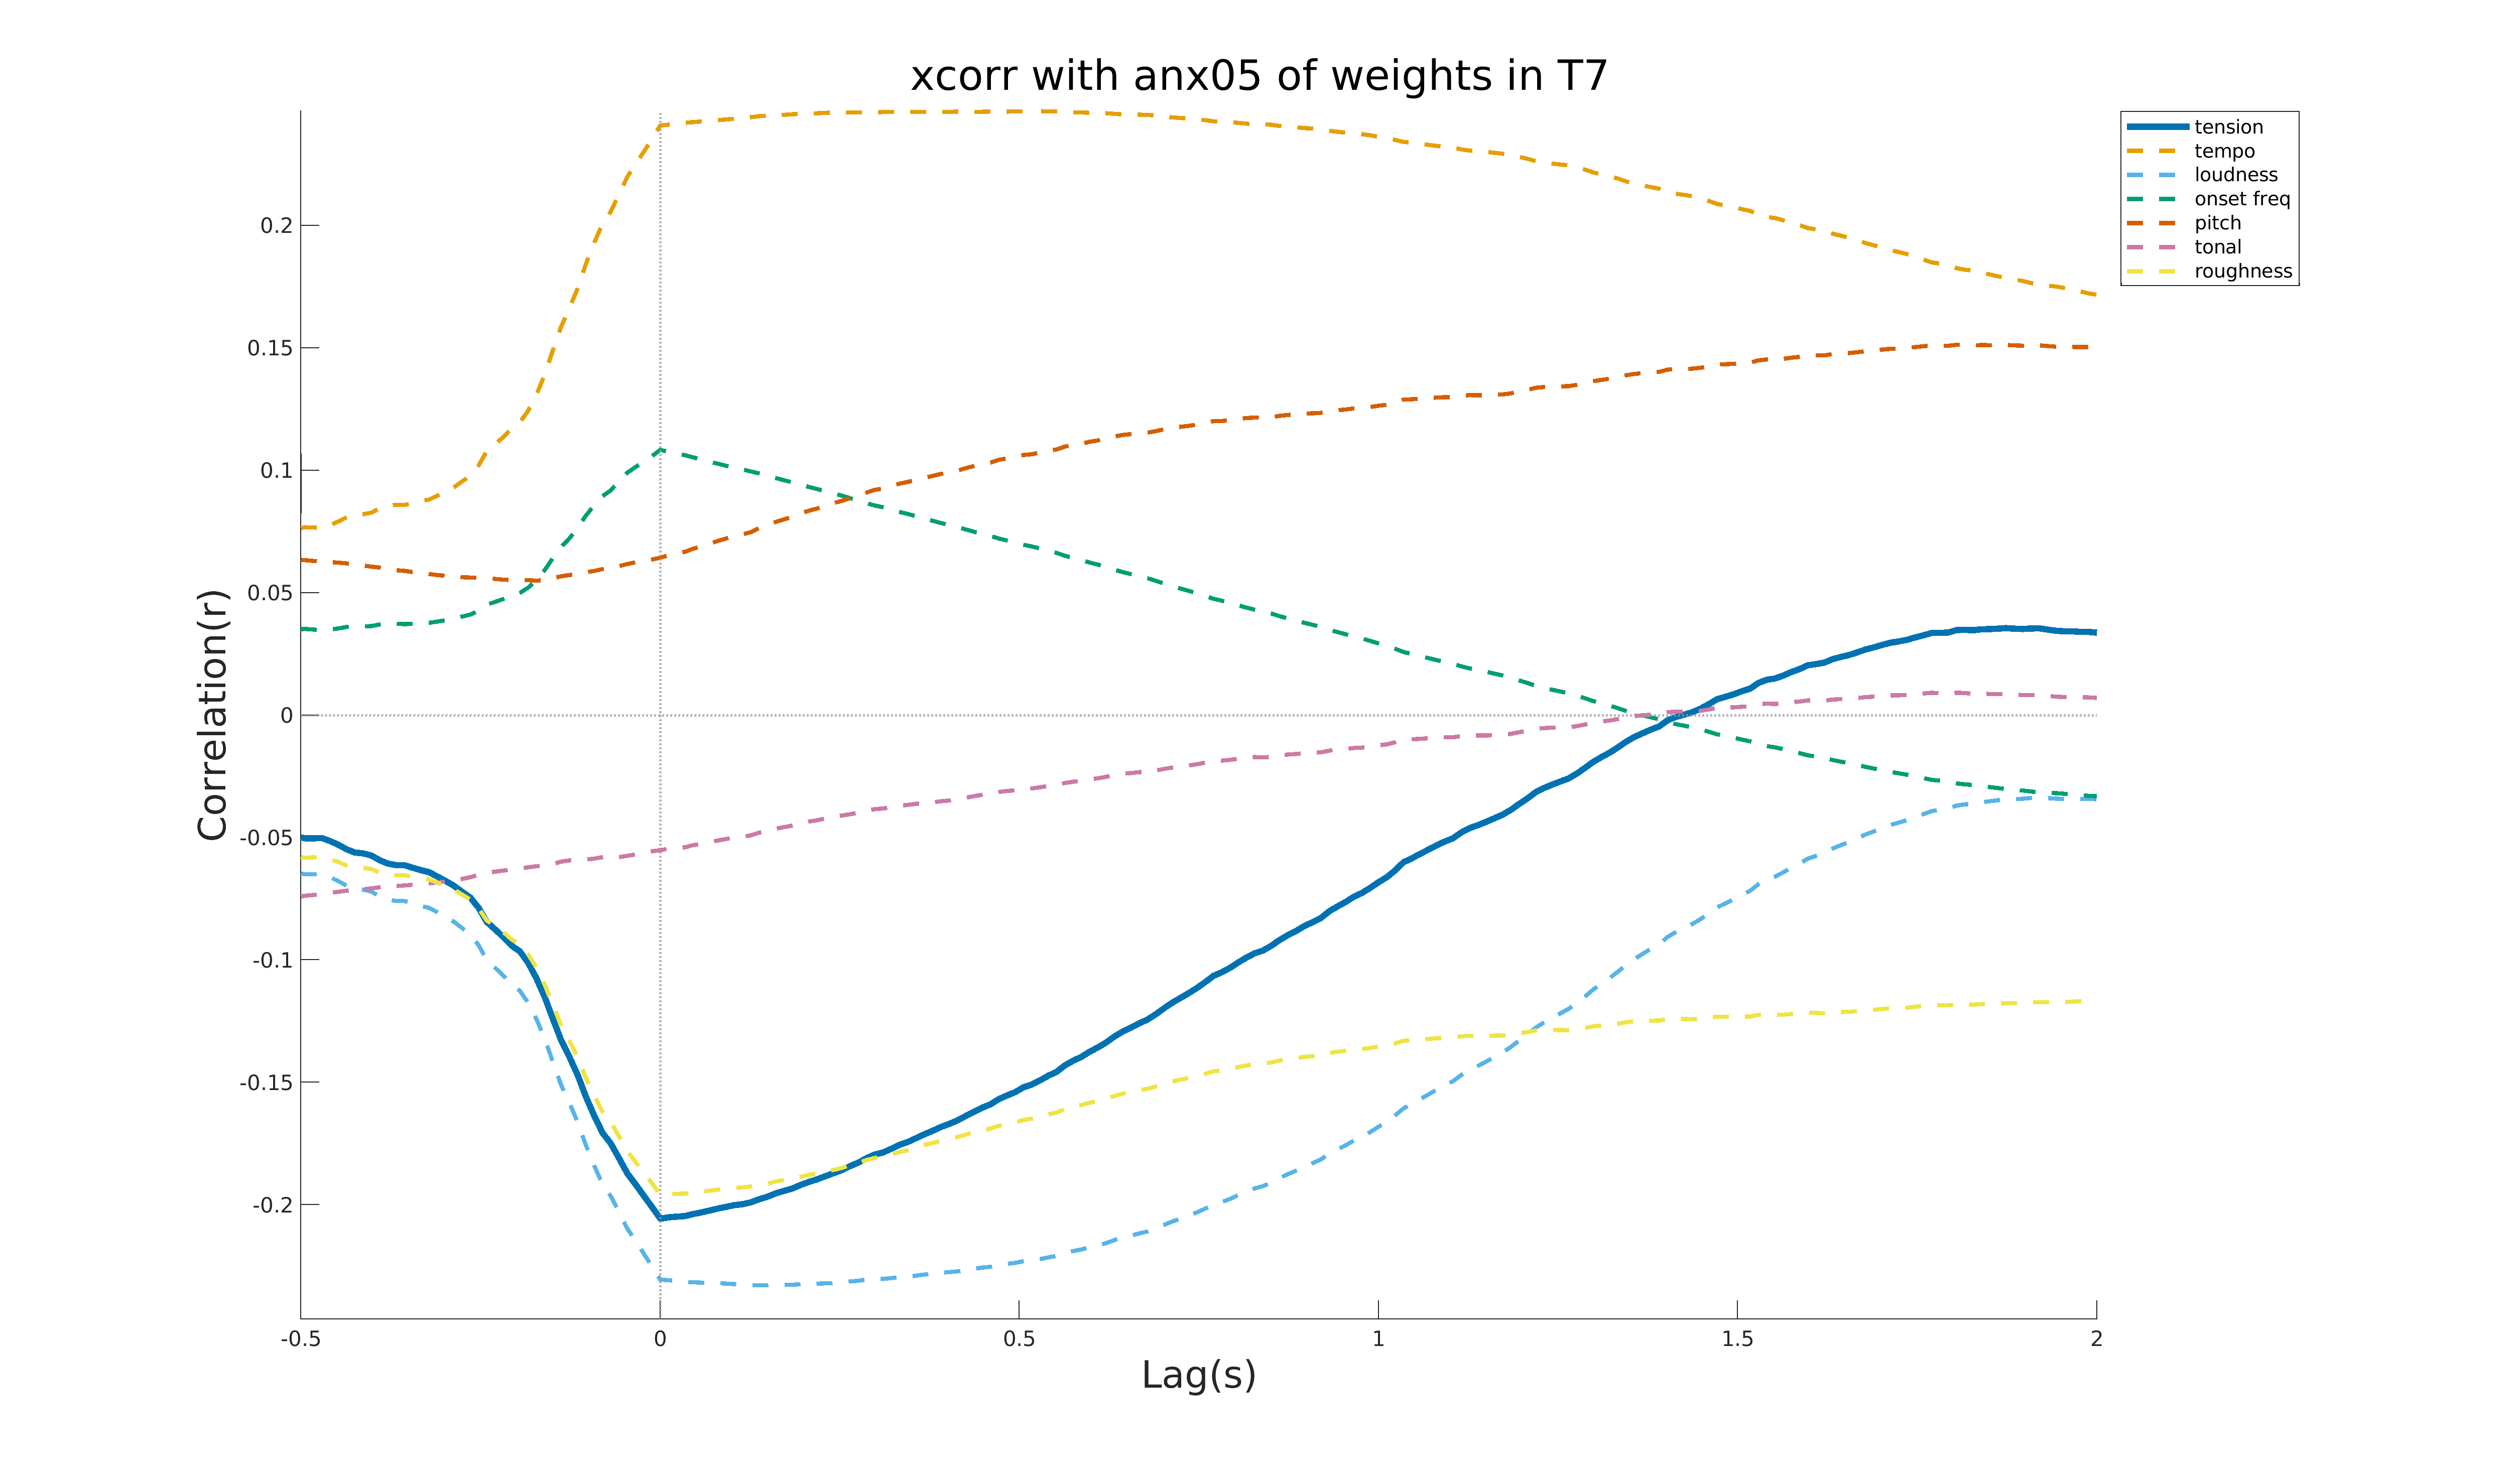 xcorr with anx05 of weights in T7
tension
tempo
loudness
onset freq
pitch
tonal
roughness
0.2
0.15
0.1
0.05
0
-0.05
-0.1
-0.15
-0.2
Correlation(r)
-0.5
0
0.5
1
1.5
2
Lag(s)